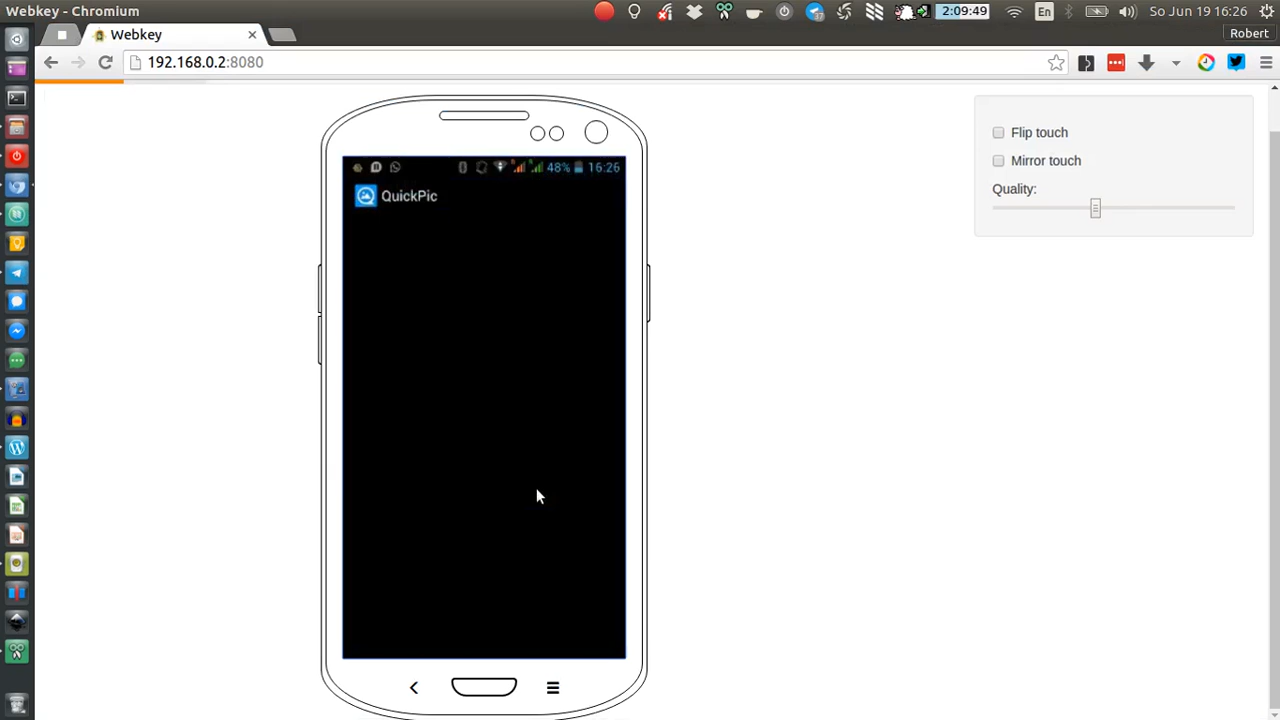 Webkey - Chromium
2:09:49
En
So Jun 19 16:26
Webkey
Robert
192.168.0.2:8080
Flip touch
Mirror touch
Quality:
48% 16:26
QuickPic